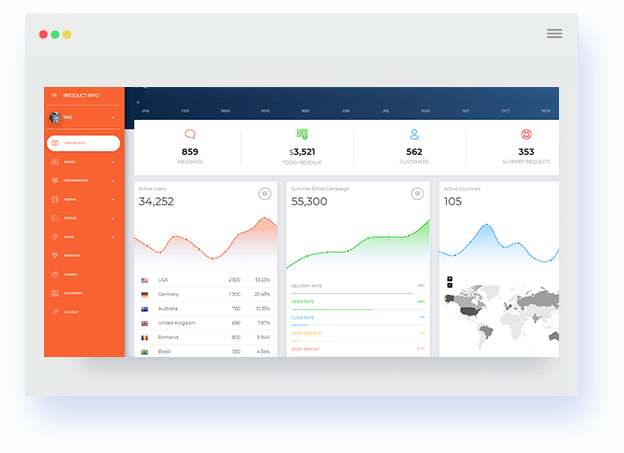 PI PRODUCT INFO
test
DASHBOARD
PAGES
COMPONENTS
FORMS
TABLES
MAPS
WIDGETS
CHARTS
CALENDAR
LOGOUT
0
JAN FEB MAR APR MAY JUN JUL AUG SEP OCT NOV
859
MESSAGES
$3,521
TODAY REVENUE
562
CUSTOMERS
353
SUPPORT REQUESTS
Active Users
34,252
USA 2.920 53.23%
Germany 1.300 20.43%
Australia 760 10.35%
United Kingdom 690 7.87%
Romania 600 5.94%
Brasil 550 4.34%
Summer Email Campaign
55,300
DELIVERY RATE
OPEN RATE
CLICK RATE
HARD BOUNCE
SPAM REPORT
Active Countries
105